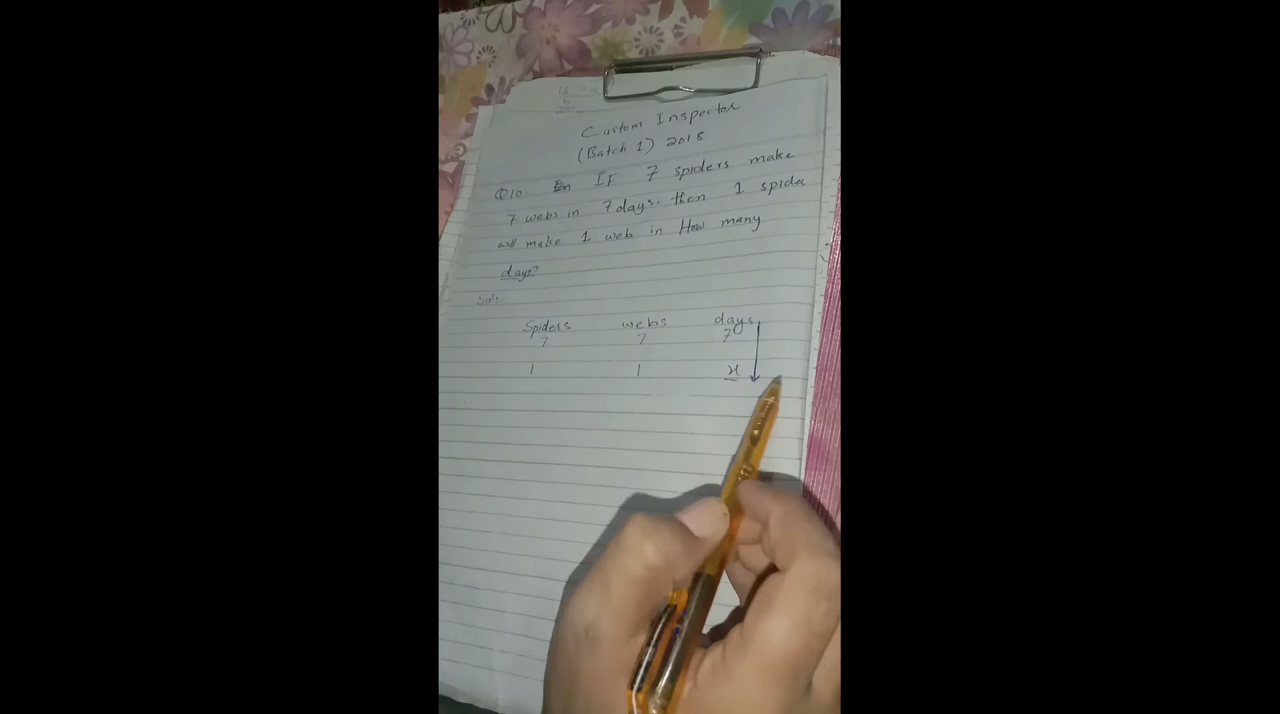 Custom Inspector
(Batch 1) 2018
Q10. IF 7 spiders make
7 webs in 7 days. then 1 spider
will make 1 web in How many
days?
Sol:
Spiders webs days
7 7 7
1 1 x